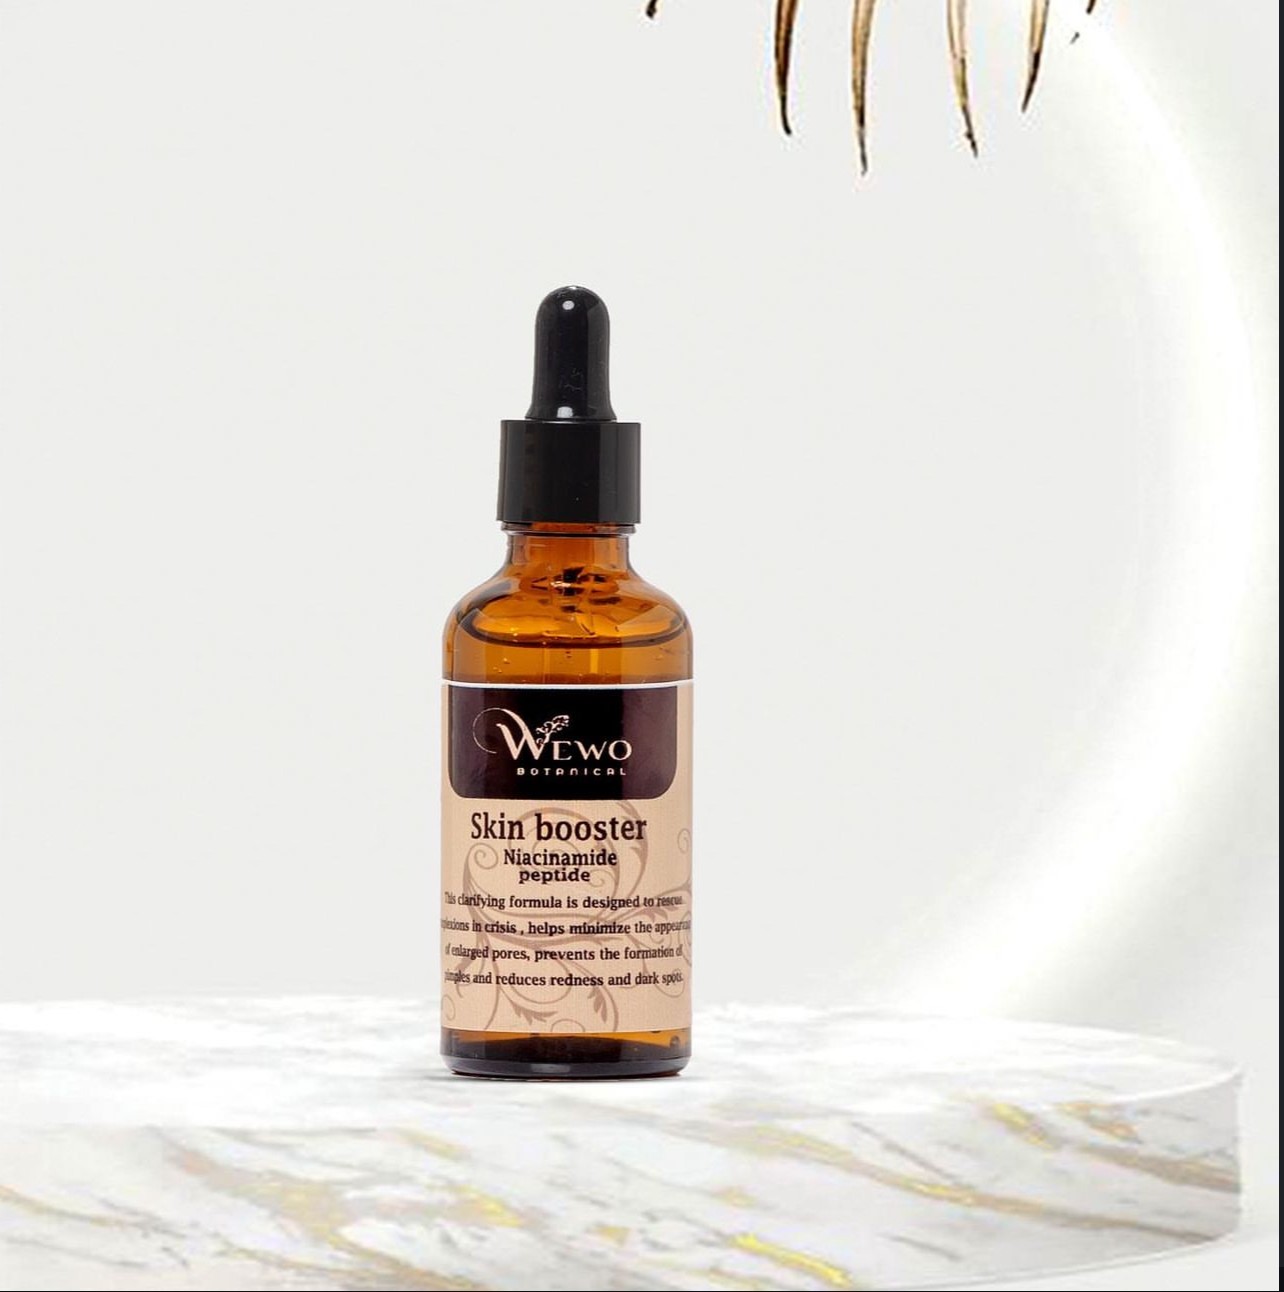 WEWO
BOTANICAL
Skin booster
Niacinamide
peptide
This clarifying formula is designed to rescue
in crisis , helps minimize the
of enlarged pores, prevents the formation of
pimples and reduces redness and dark spots.